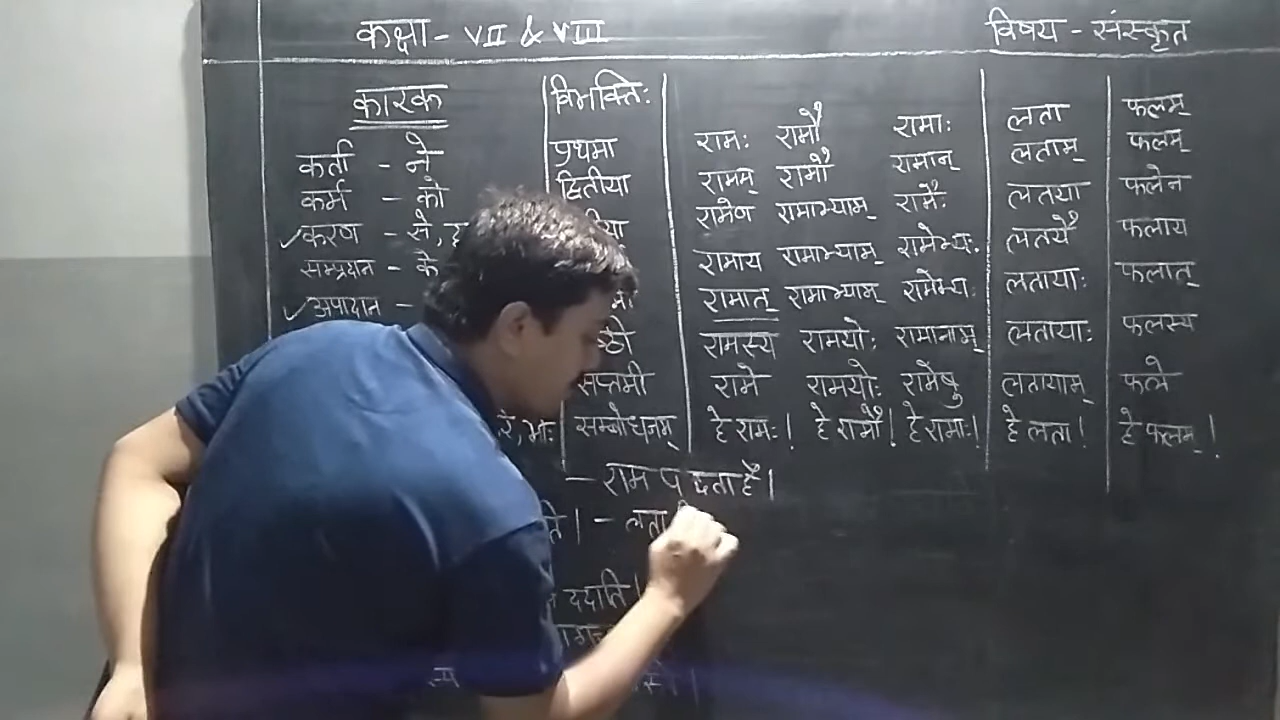 कक्षा - VII & VIII विषय - संस्कृत
कारक विभक्तिः
कर्ता - ने प्रथमा रामः रामौ रामाः लता फलम्
कर्म - को द्वितीया रामम् रामौ रामान् लताम् फलम्
करण - से, रामेण रामाभ्याम् रामैः लतया फलेन
सम्प्रदान - के रामाय रामाभ्याम् रामेभ्यः लतायै फलाय
अपादान - रामात् रामाभ्याम् रामेभ्यः लतायाः फलात्
रामस्य रामयोः रामानाम् लतायाः फलस्य
सप्तमी रामे रामयोः रामेषु लतायाम् फले
रे, भोः सम्बोधनम् हे रामः! हे रामौ! हे रामाः! हे लता! हे फलम्!
- राम पढ़ता है।
ति। - लता
ददाति।